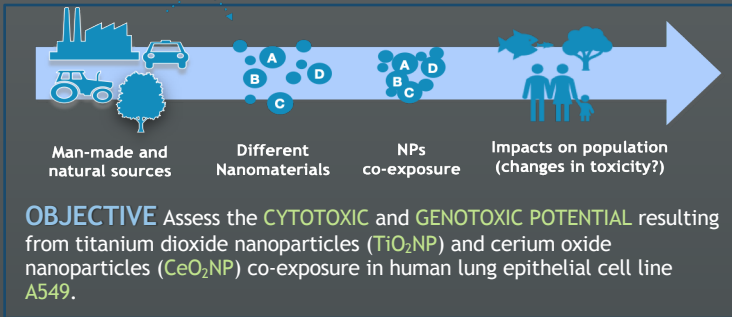 A
B
D
C
A
D
B
C
Man-made and
natural sources
Different
Nanomaterials
NPs
co-exposure
Impacts on population
(changes in toxicity?)
OBJECTIVE Assess the CYTOTOXIC and GENOTOXIC POTENTIAL resulting
from titanium dioxide nanoparticles (TiO₂NP) and cerium oxide
nanoparticles (CeO₂NP) co-exposure in human lung epithelial cell line
A549.